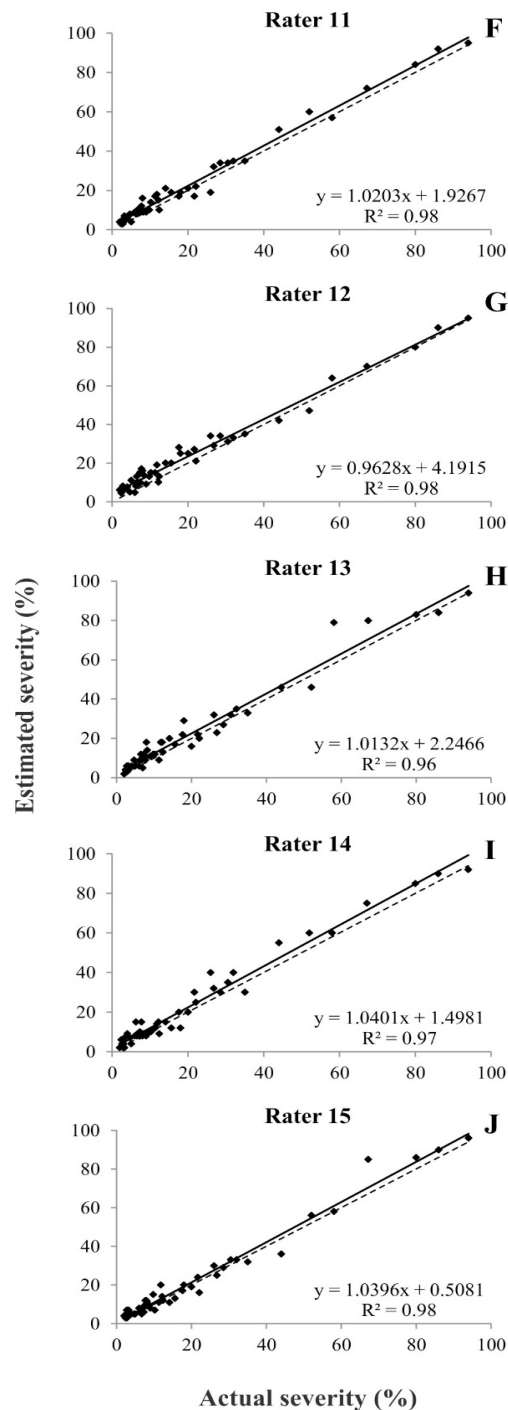 Rater 11
F
100
80
60
40
20
0
y = 1.0203x + 1.9267
R² = 0.98
0 20 40 60 80 100
Rater 12
G
100
80
60
40
20
0
y = 0.9628x + 4.1915
R² = 0.98
0 20 40 60 80 100
Estimated severity (%)
Rater 13
H
100
80
60
40
20
0
y = 1.0132x + 2.2466
R² = 0.96
0 20 40 60 80 100
Rater 14
I
100
80
60
40
20
0
y = 1.0401x + 1.4981
R² = 0.97
0 20 40 60 80 100
Rater 15
J
100
80
60
40
20
0
y = 1.0396x + 0.5081
R² = 0.98
0 20 40 60 80 100
Actual severity (%)